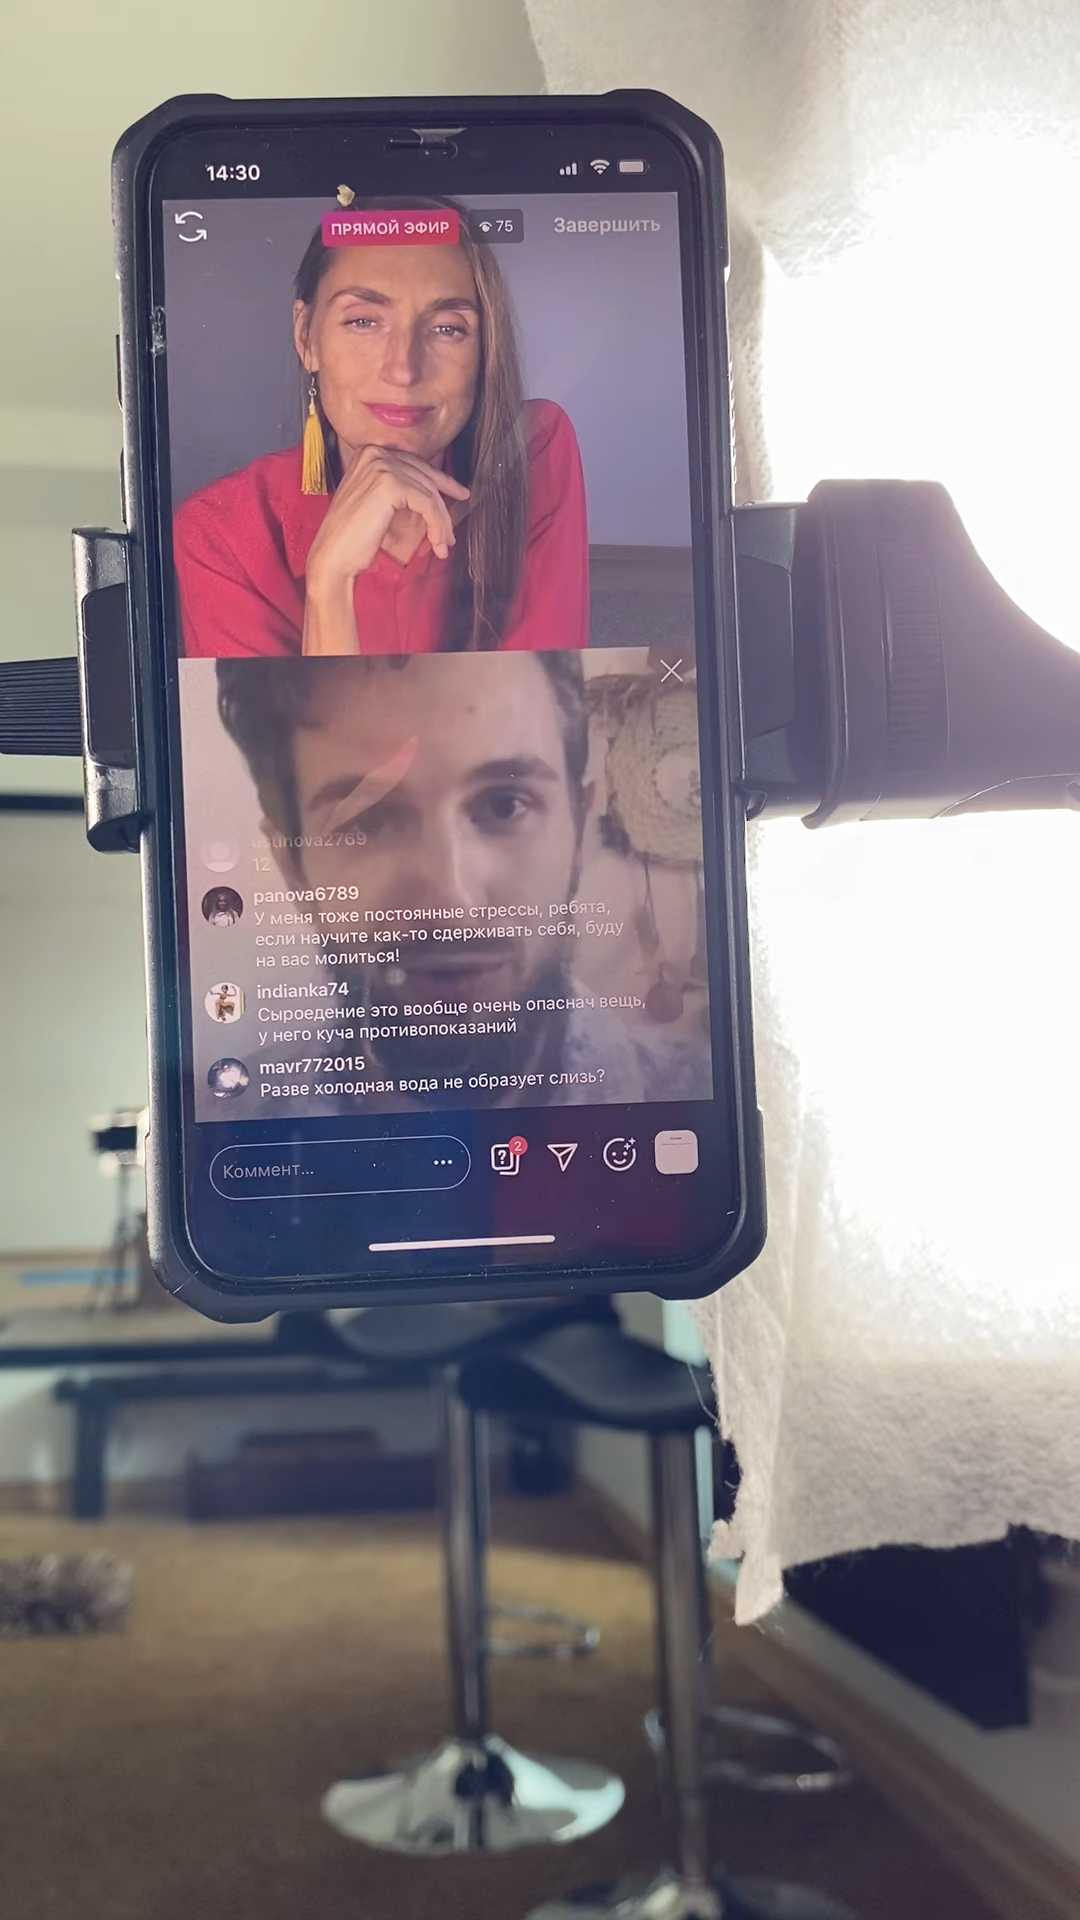 14:30
ПРЯМОЙ ЭФИР
75
Завершить
ustinova2769
12
panova6789
У меня тоже постоянные стрессы, ребята,
если научите как-то сдерживать себя, буду
на вас молиться!
indianka74
Сыроедение это вообще очень опаснач вещь,
у него куча противопоказаний
mavr772015
Разве холодная вода не образует слизь?
Коммент...
2